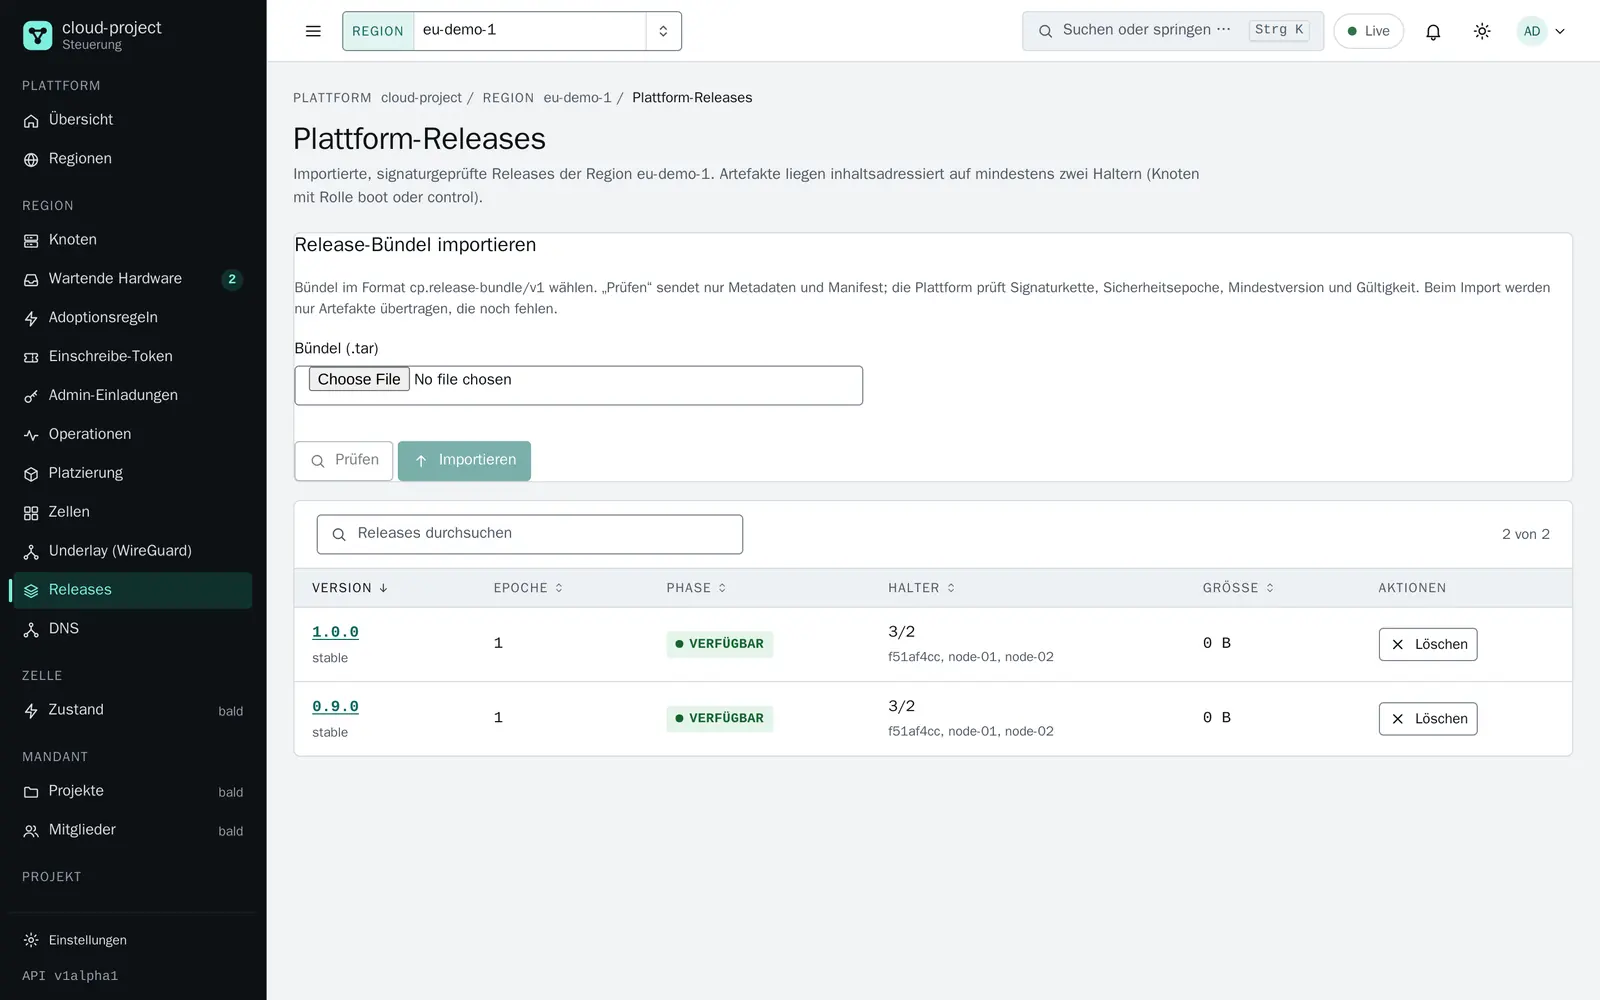 cloud-project
Steuerung
PLATTFORM
Übersicht
Regionen
REGION
Knoten
Wartende Hardware 2
Adoptionsregeln
Einschreibe-Token
Admin-Einladungen
Operationen
Platzierung
Zellen
Underlay (WireGuard)
Releases
DNS
ZELLE
Zustand bald
MANDANT
Projekte bald
Mitglieder bald
PROJEKT
Einstellungen
API v1alpha1
REGION eu-demo-1
Suchen oder springen ··· Strg K
Live
AD
PLATTFORM cloud-project / REGION eu-demo-1 / Plattform-Releases
Plattform-Releases
Importierte, signaturgeprüfte Releases der Region eu-demo-1. Artefakte liegen inhaltsadressiert auf mindestens zwei Haltern (Knoten
mit Rolle boot oder control).
Release-Bündel importieren
Bündel im Format cp.release-bundle/v1 wählen. „Prüfen“ sendet nur Metadaten und Manifest; die Plattform prüft Signaturkette, Sicherheitsepoche, Mindestversion und Gültigkeit. Beim Import werden
nur Artefakte übertragen, die noch fehlen.
Bündel (.tar)
Choose File No file chosen
Prüfen Importieren
Releases durchsuchen 2 von 2
VERSION EPOCHE PHASE HALTER GRÖSSE AKTIONEN
1.0.0 1 VERFÜGBAR 3/2 0 B Löschen
stable f51af4cc, node-01, node-02
0.9.0 1 VERFÜGBAR 3/2 0 B Löschen
stable f51af4cc, node-01, node-02